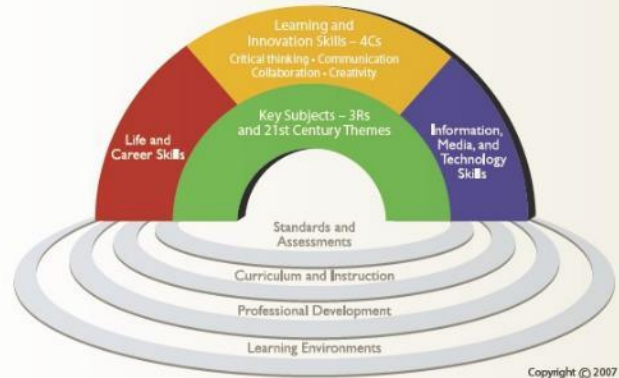 Learning and
Innovation Skills – 4Cs
Critical thinking • Communication
Collaboration • Creativity
Key Subjects – 3Rs
and 21st Century Themes
Life and
Career Skills
Information,
Media, and
Technology
Skills
Standards and
Assessments
Curriculum and Instruction
Professional Development
Learning Environments
Copyright © 2007